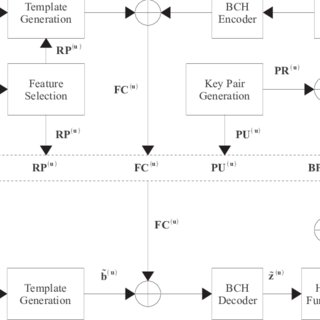 Template
Generation
BCH
Encoder
RP(u)
Feature
Selection
FC(u)
Key Pair
Generation
PR(u)
RP(u)
PU(u)
RP(u)
FC(u)
PU(u)
FC(u)
Template
Generation
b̃(u)
BCH
Decoder